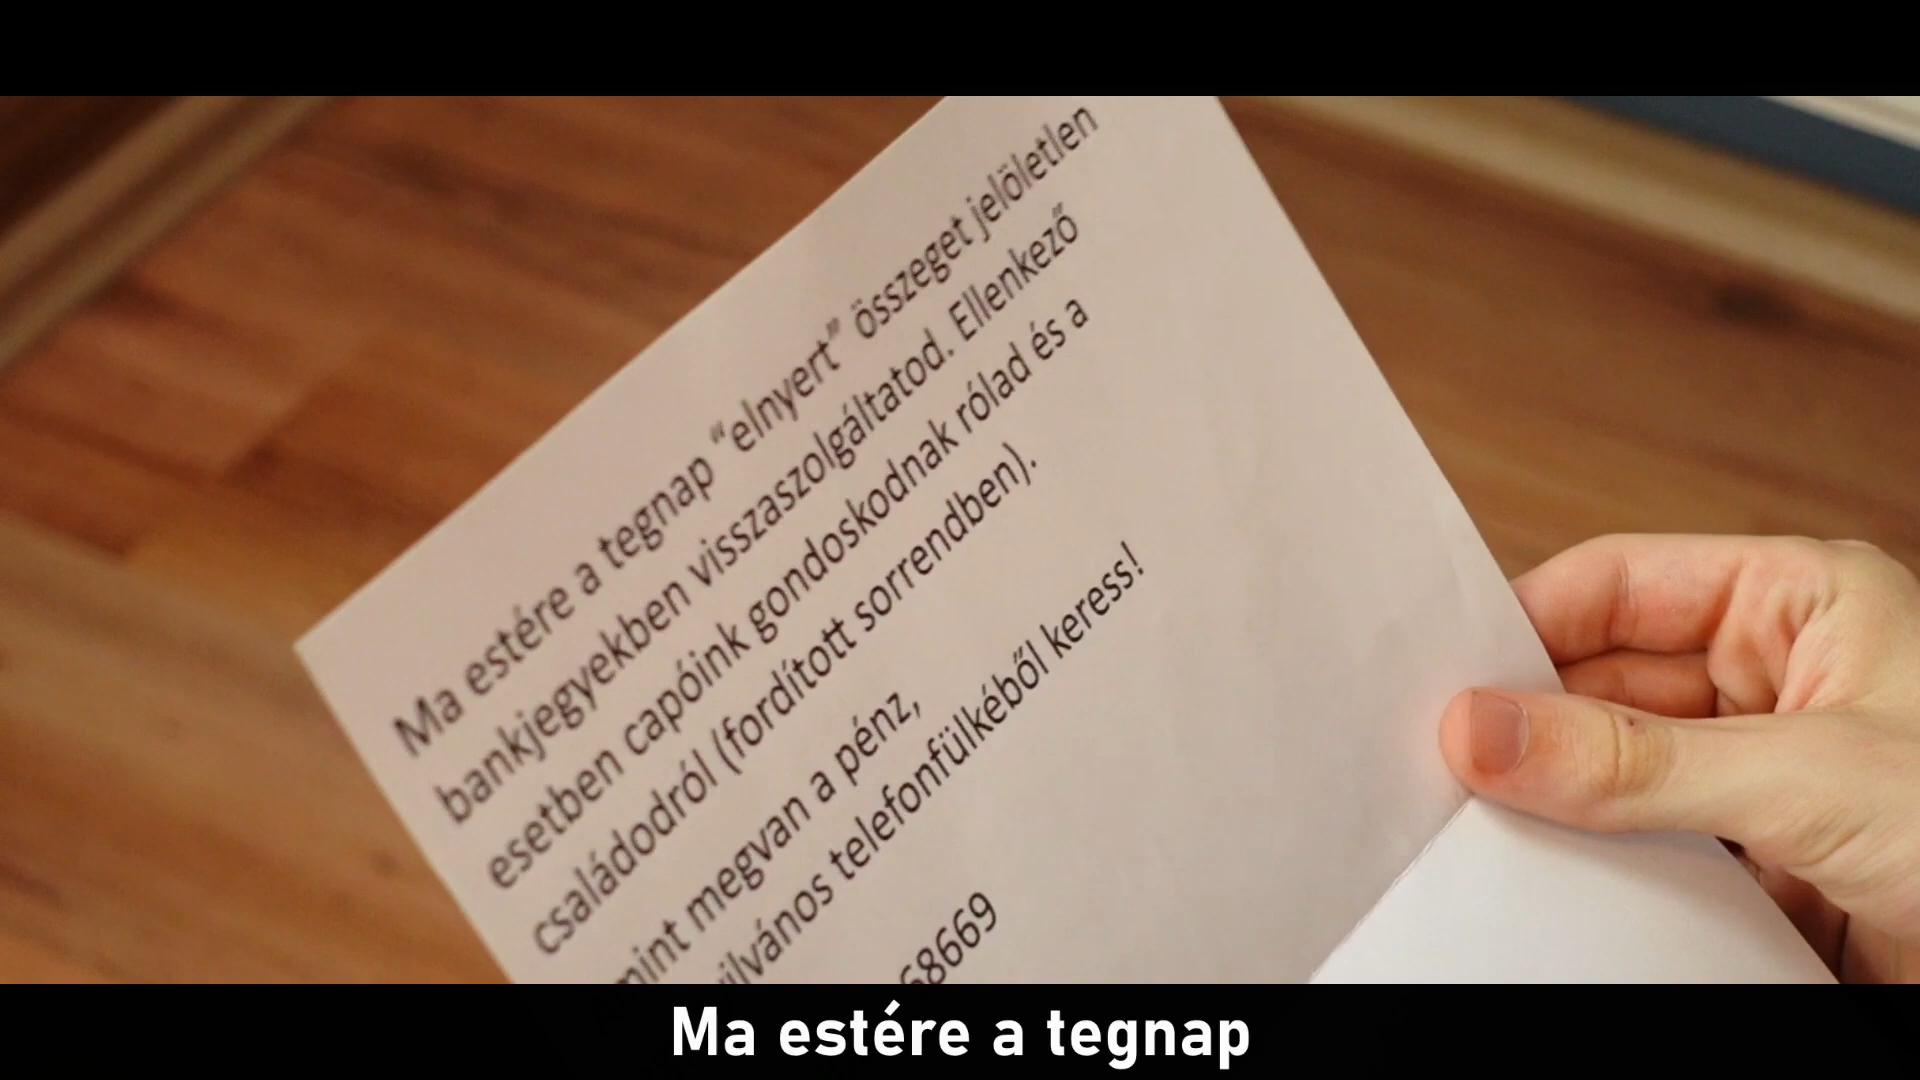 Ma estére a tegnap “elnyert” összeget jelöletlen
bankjegyekben visszaszolgáltatod. Ellenkező
esetben capóink gondoskodnak rólad és a
családodról (fordított sorrendben).
mint megvan a pénz,
nyilvános telefonfülkéből keress!
68669
Ma estére a tegnap